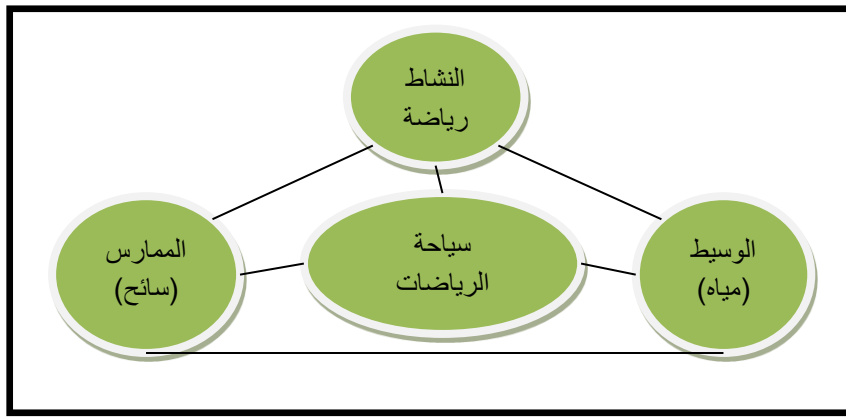 النشاط
رياضة
الوسيط
(مياه)
سياحة
الرياضات
الممارس
(سائح)